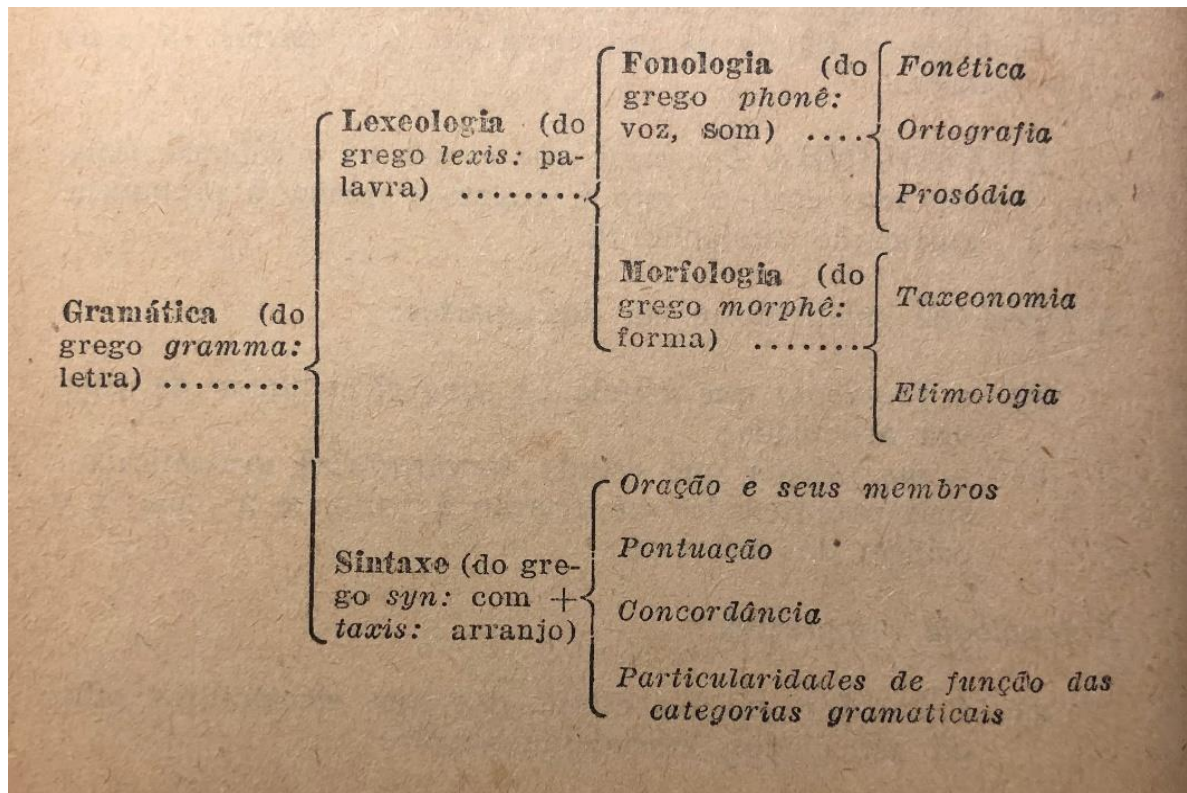 Gramática (do
grego gramma:
letra) .........
Lexeologia (do
grego lexis: pa-
lavra) .........
Fonologia (do
grego phonê:
voz, som) ....
Fonética
Ortografia
Prosódia
Morfologia (do
grego morphê:
forma) .......
Taxeonomia
Etimologia
Sintaxe (do gre-
go syn: com +
taxis: arranjo)
Oração e seus membros
Pontuação
Concordância
Particularidades de função das
categorias gramaticais